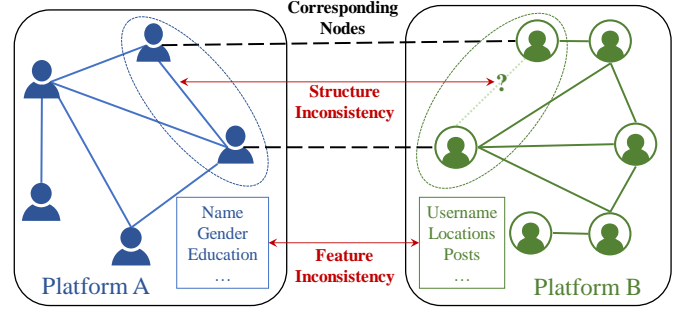 Corresponding
Nodes
?
Structure
Inconsistency
Name
Gender
Education
...
Username
Locations
Posts
...
Feature
Inconsistency
Platform A
Platform B